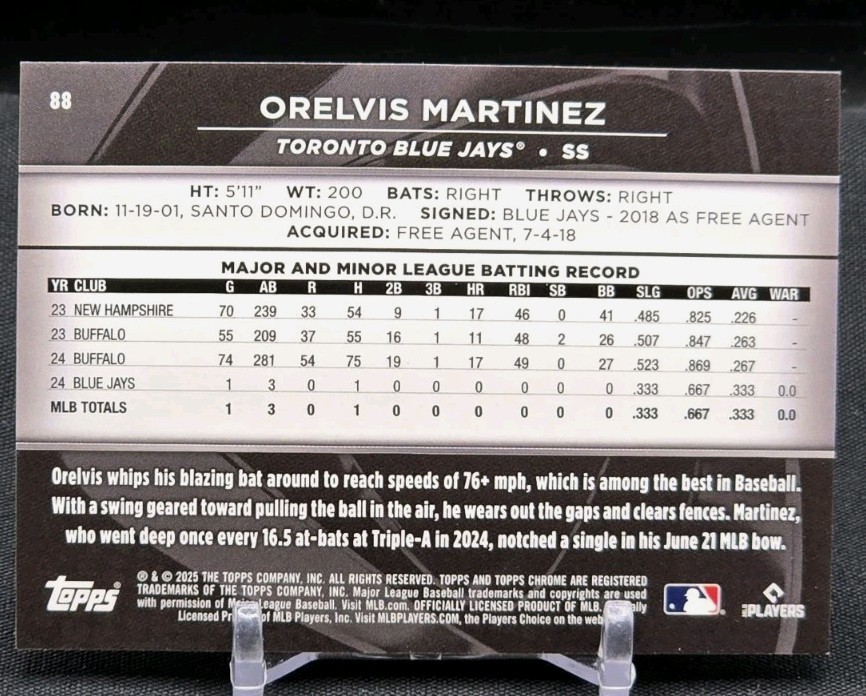 88
ORELVIS MARTINEZ
TORONTO BLUE JAYS® • SS
HT: 5'11" WT: 200 BATS: RIGHT THROWS: RIGHT
BORN: 11-19-01, SANTO DOMINGO, D.R. SIGNED: BLUE JAYS - 2018 AS FREE AGENT
ACQUIRED: FREE AGENT, 7-4-18
MAJOR AND MINOR LEAGUE BATTING RECORD
YR CLUB G AB R H 2B 3B HR RBI SB BB SLG OPS AVG WAR
23 NEW HAMPSHIRE 70 239 33 54 9 1 17 46 0 41 .485 .825 .226 -
23 BUFFALO 55 209 37 55 16 1 11 48 2 26 .507 .847 .263 -
24 BUFFALO 74 281 54 75 19 1 17 49 0 27 .523 .869 .267 -
24 BLUE JAYS 1 3 0 1 0 0 0 0 0 0 .333 .667 .333 0.0
MLB TOTALS 1 3 0 1 0 0 0 0 0 0 .333 .667 .333 0.0
Orelvis whips his blazing bat around to reach speeds of 76+ mph, which is among the best in Baseball.
With a swing geared toward pulling the ball in the air, he wears out the gaps and clears fences. Martinez,
who went deep once every 16.5 at-bats at Triple-A in 2024, notched a single in his June 21 MLB bow.
Topps
® & © 2025 THE TOPPS COMPANY, INC. ALL RIGHTS RESERVED. TOPPS AND TOPPS CHROME ARE REGISTERED
TRADEMARKS OF THE TOPPS COMPANY, INC. Major League Baseball trademarks and copyrights are used
with permission of League Baseball. Visit MLB.com. OFFICIALLY LICENSED PRODUCT OF MLB.
Licensed of MLB Players, Inc. Visit MLBPLAYERS.COM, the Players Choice on the
MLB PLAYERS